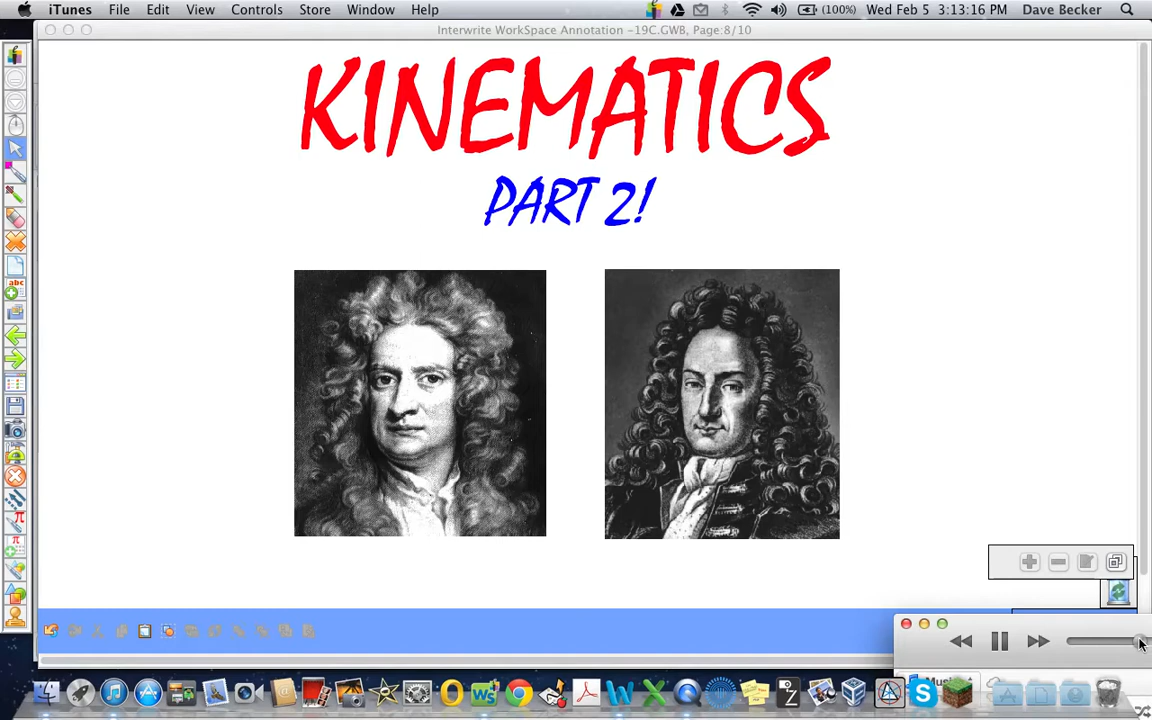 iTunes File Edit View Controls Store Window Help (100%) Wed Feb 5 3:13:16 PM Dave Becker
Interwrite WorkSpace Annotation -19C.GWB, Page:8/10
KINEMATICS
PART 2!
abc